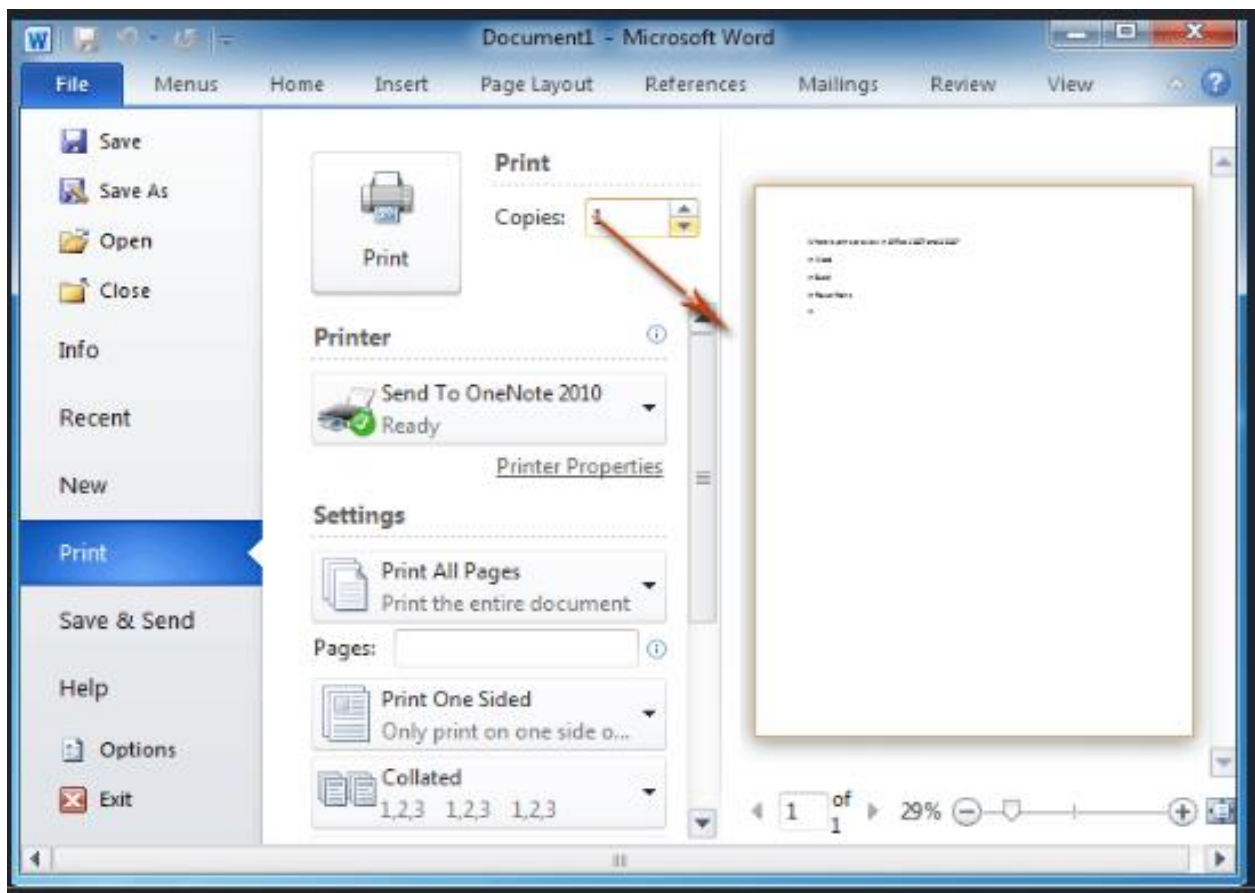 W
Document1 - Microsoft Word
File Menus Home Insert Page Layout References Mailings Review View
Save
Save As
Open
Close
Info
Recent
New
Print
Save & Send
Help
Options
Exit
Print
Print
Copies: 1
Printer
Send To OneNote 2010
Ready
Printer Properties
Settings
Print All Pages
Print the entire document
Pages:
Print One Sided
Only print on one side o...
Collated
1,2,3 1,2,3 1,2,3
1 of 1
29%